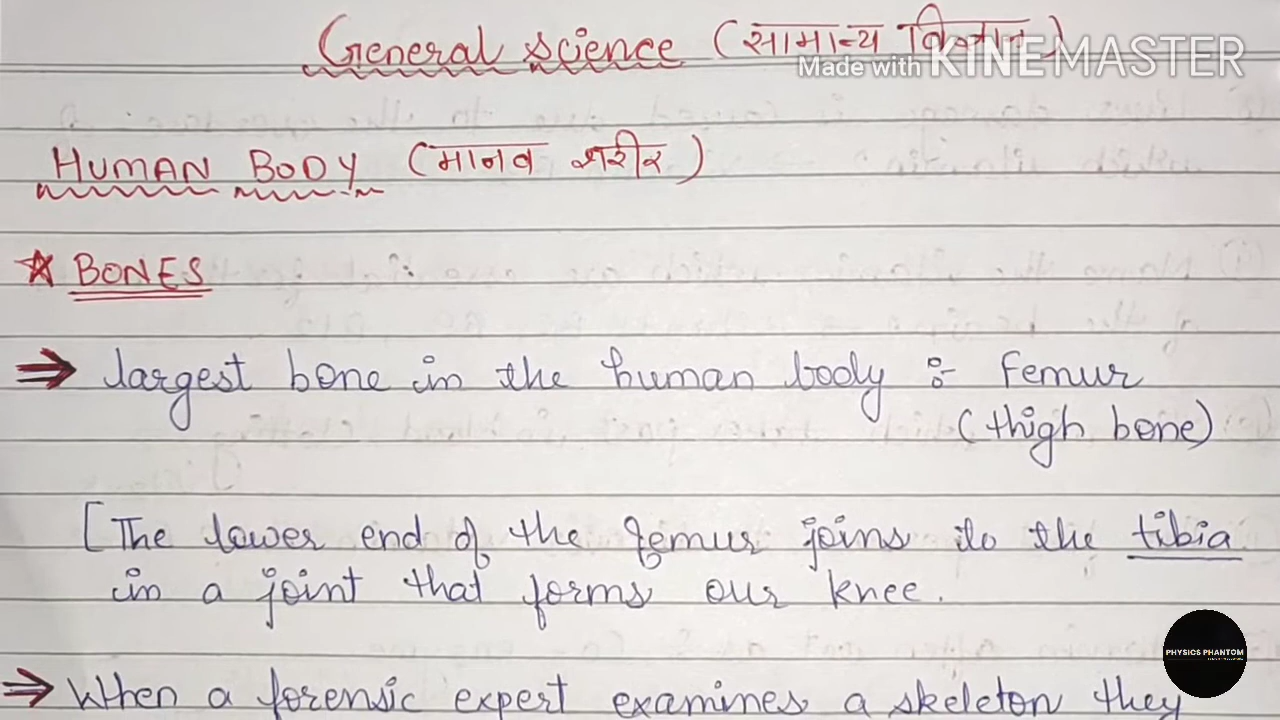 General science (सामान्य विज्ञान)
Made with KINEMASTER
HUMAN BODY (मानव शरीर)
BONES
⇒ largest bone in the human body :- Femur
(thigh bone)
[The lower end of the femur joins to the tibia
in a joint that forms our knee.
PHYSICS PHANTOM
⇒ When a forensic expert examines a skeleton they